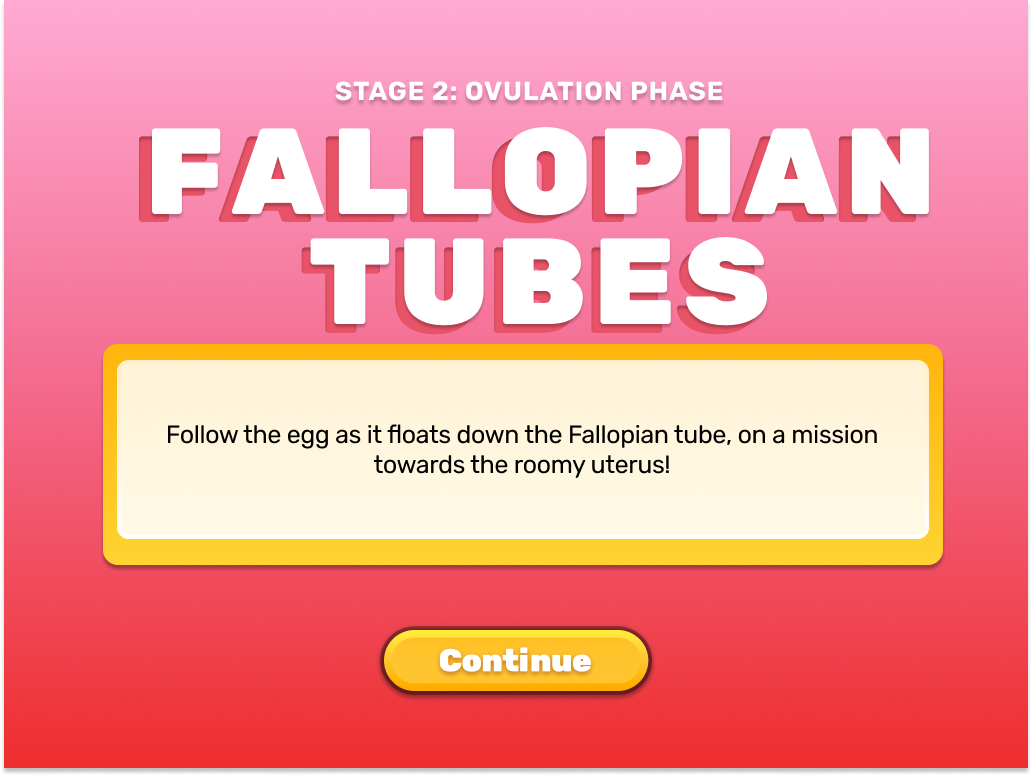 STAGE 2: OVULATION PHASE
FALLOPIAN
TUBES
Follow the egg as it floats down the Fallopian tube, on a mission
towards the roomy uterus!
Continue